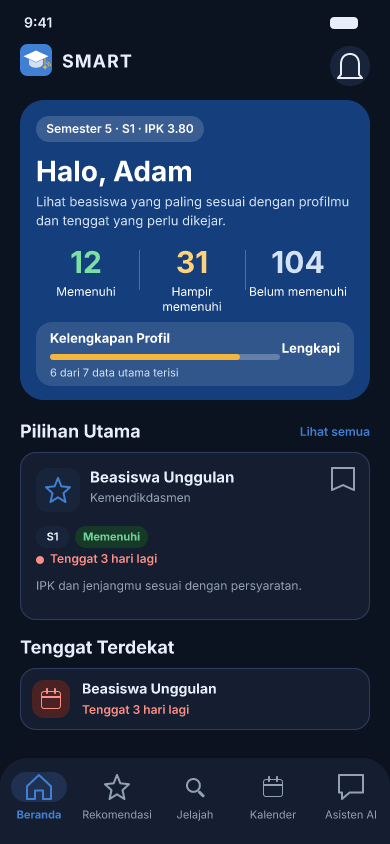 9:41
SMART
Semester 5 · S1 · IPK 3.80
Halo, Adam
Lihat beasiswa yang paling sesuai dengan profilmu
dan tenggat yang perlu dikejar.
12
31
104
Memenuhi
Hampir
memenuhi
Belum memenuhi
Kelengkapan Profil
Lengkapi
6 dari 7 data utama terisi
Pilihan Utama
Lihat semua
Beasiswa Unggulan
Kemendikdasmen
S1
Memenuhi
Tenggat 3 hari lagi
IPK dan jenjangmu sesuai dengan persyaratan.
Tenggat Terdekat
Beasiswa Unggulan
Tenggat 3 hari lagi
Beranda
Rekomendasi
Jelajah
Kalender
Asisten AI